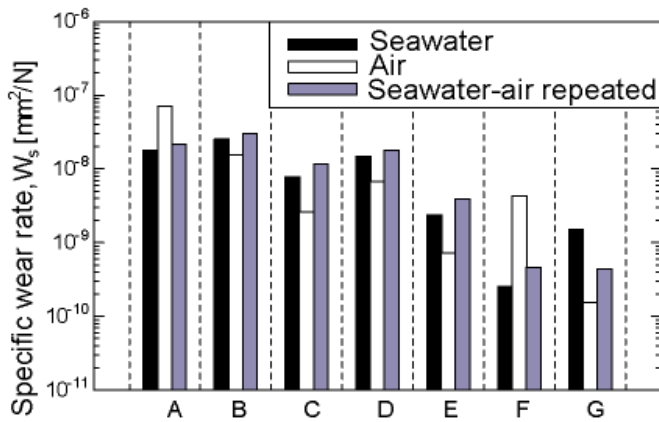 Specific wear rate, Wₛ [mm²/N]
10⁻⁶
10⁻⁷
10⁻⁸
10⁻⁹
10⁻¹⁰
10⁻¹¹
Seawater
Air
Seawater-air repeated
A B C D E F G